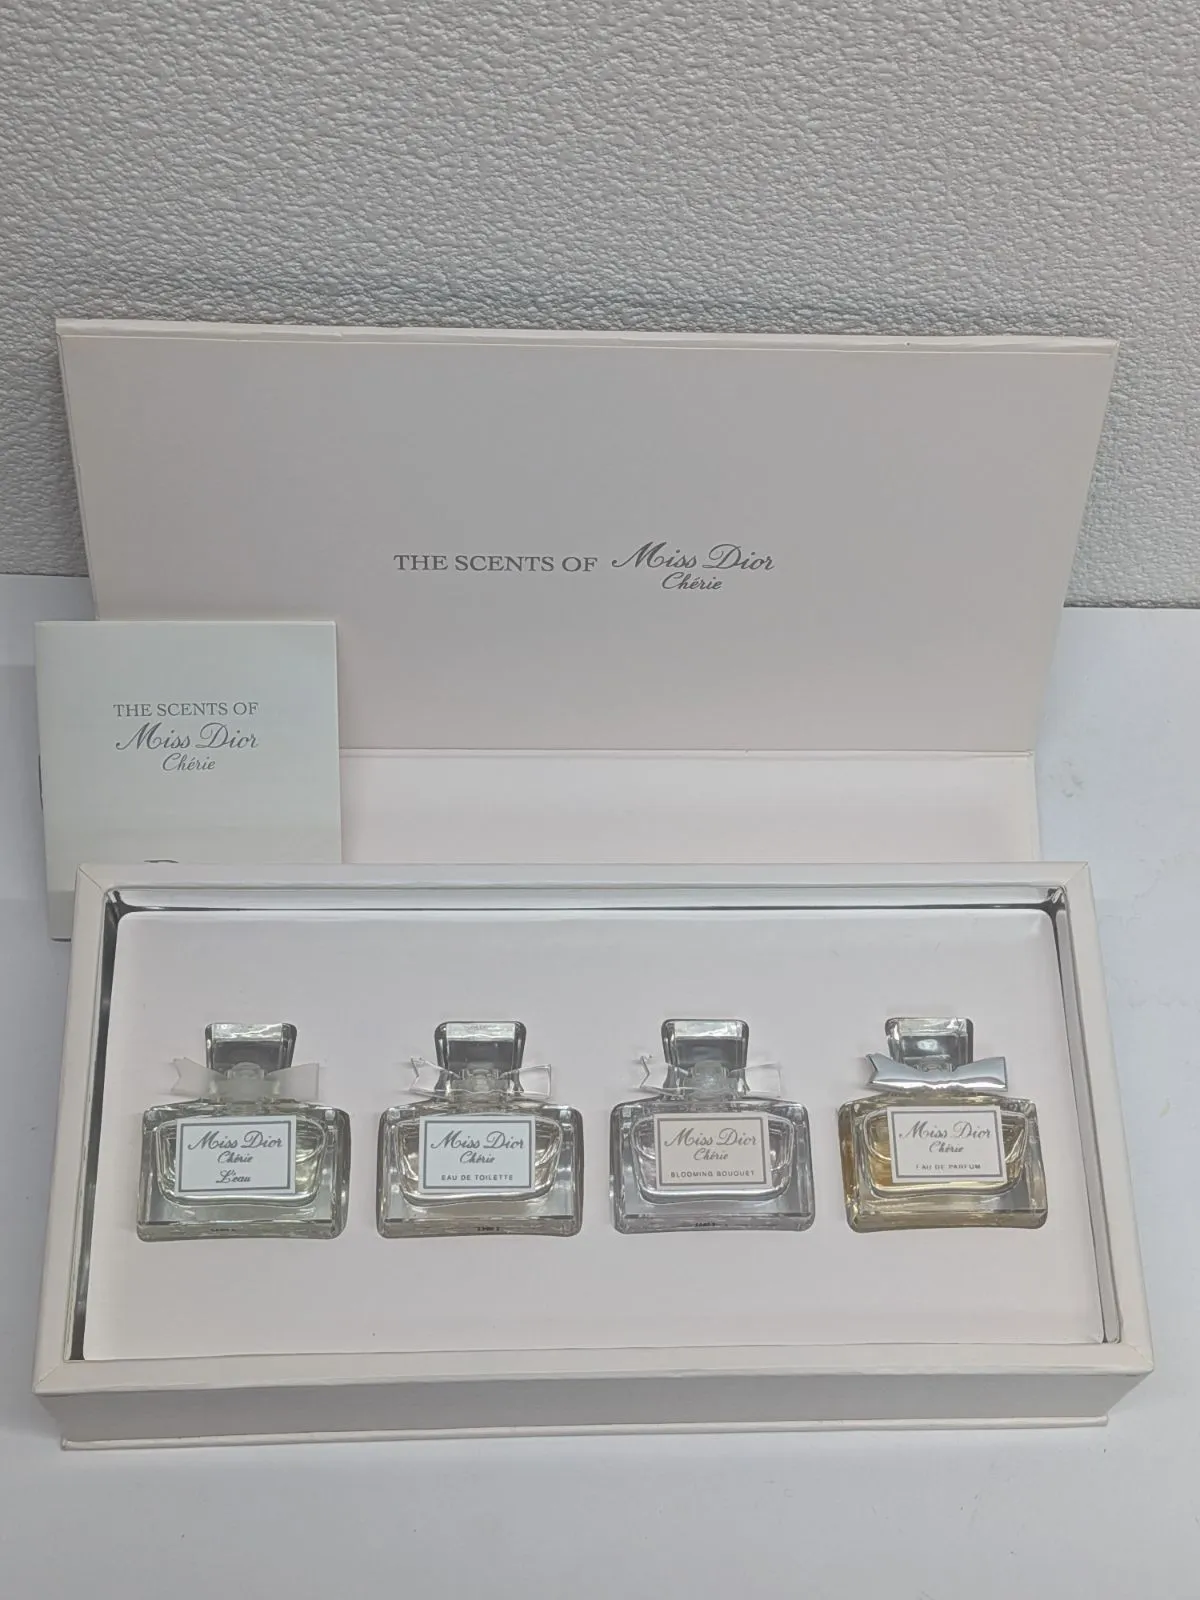 THE SCENTS OF Miss Dior
Chérie
THE SCENTS OF
Miss Dior
Chérie
Miss Dior
Chérie
L'eau
Miss Dior
Chérie
EAU DE TOILETTE
Miss Dior
Chérie
BLOOMING BOUQUET
Miss Dior
Chérie
EAU DE PARFUM